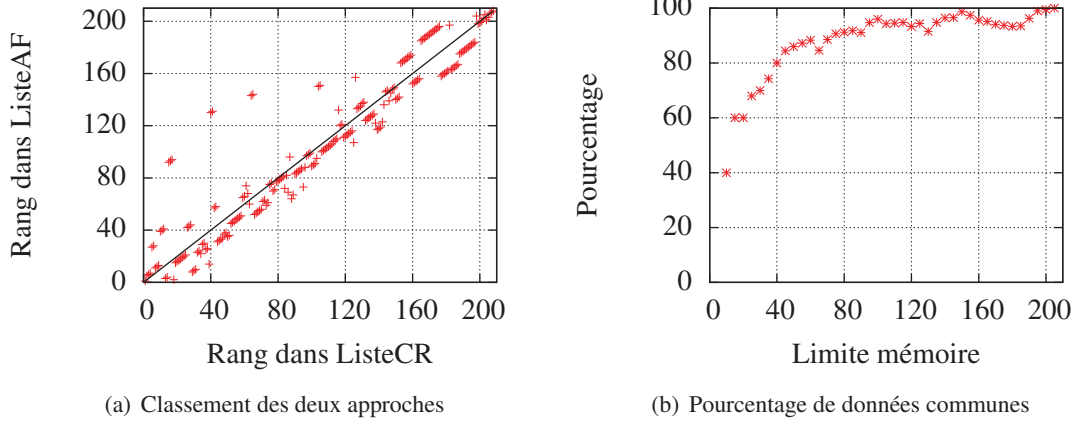 Rang dans ListeAF
200
160
120
80
40
0
0 40 80 120 160 200
Rang dans ListeCR
(a) Classement des deux approches
Pourcentage
100
80
60
40
20
0
0 40 80 120 160 200
Limite mémoire
(b) Pourcentage de données communes